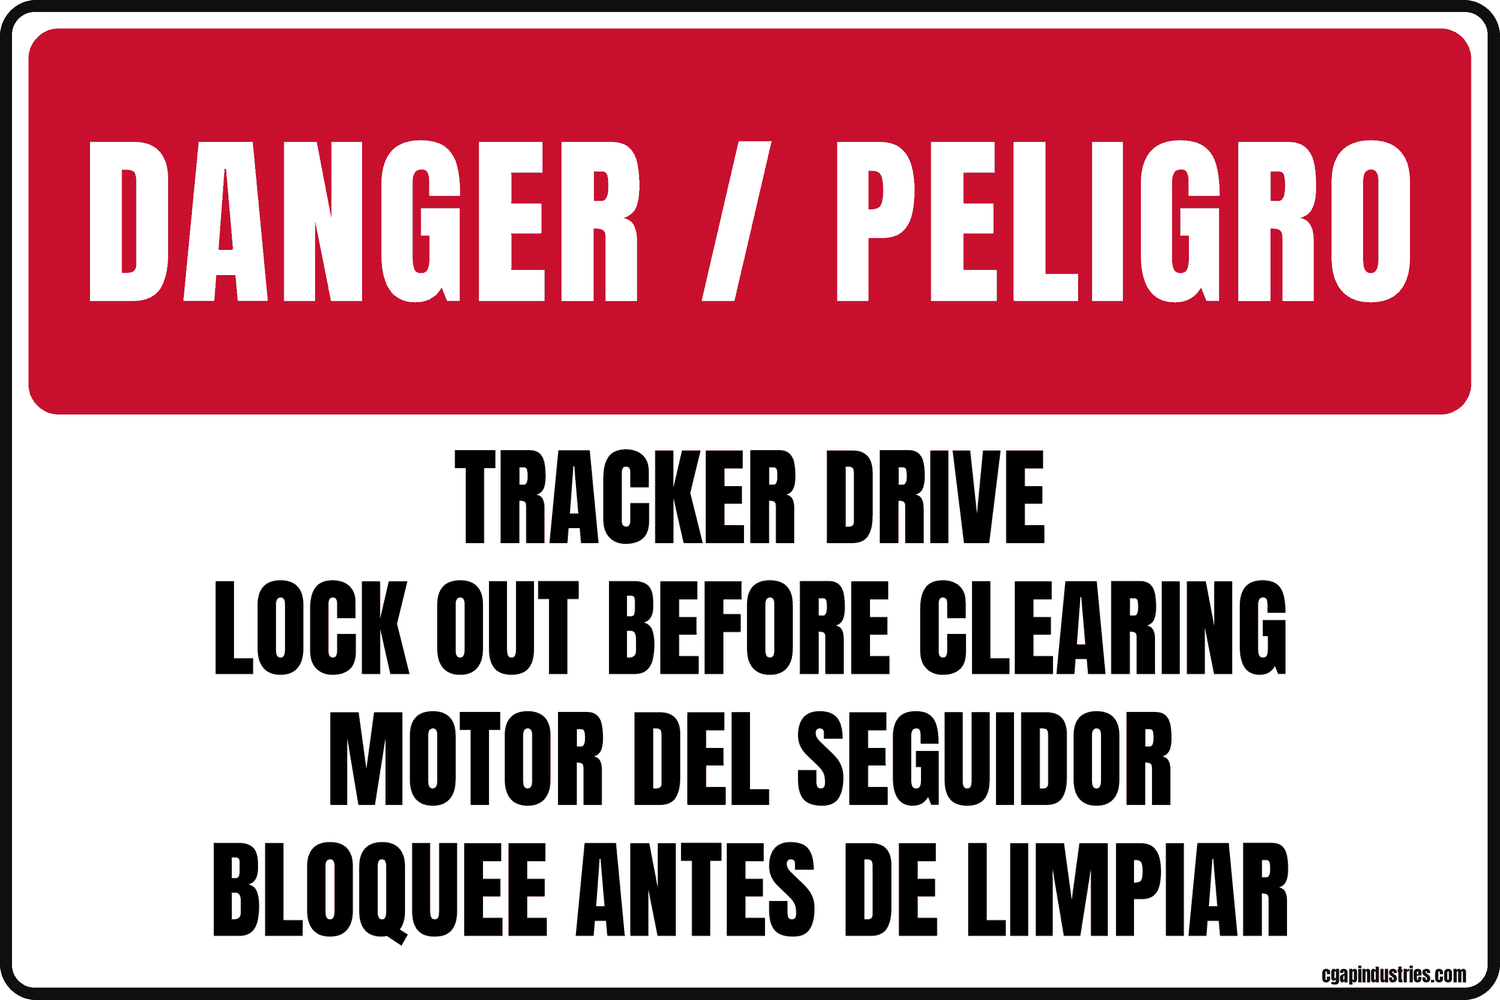 DANGER / PELIGRO
TRACKER DRIVE
LOCK OUT BEFORE CLEARING
MOTOR DEL SEGUIDOR
BLOQUEE ANTES DE LIMPIAR
cgapindustries.com